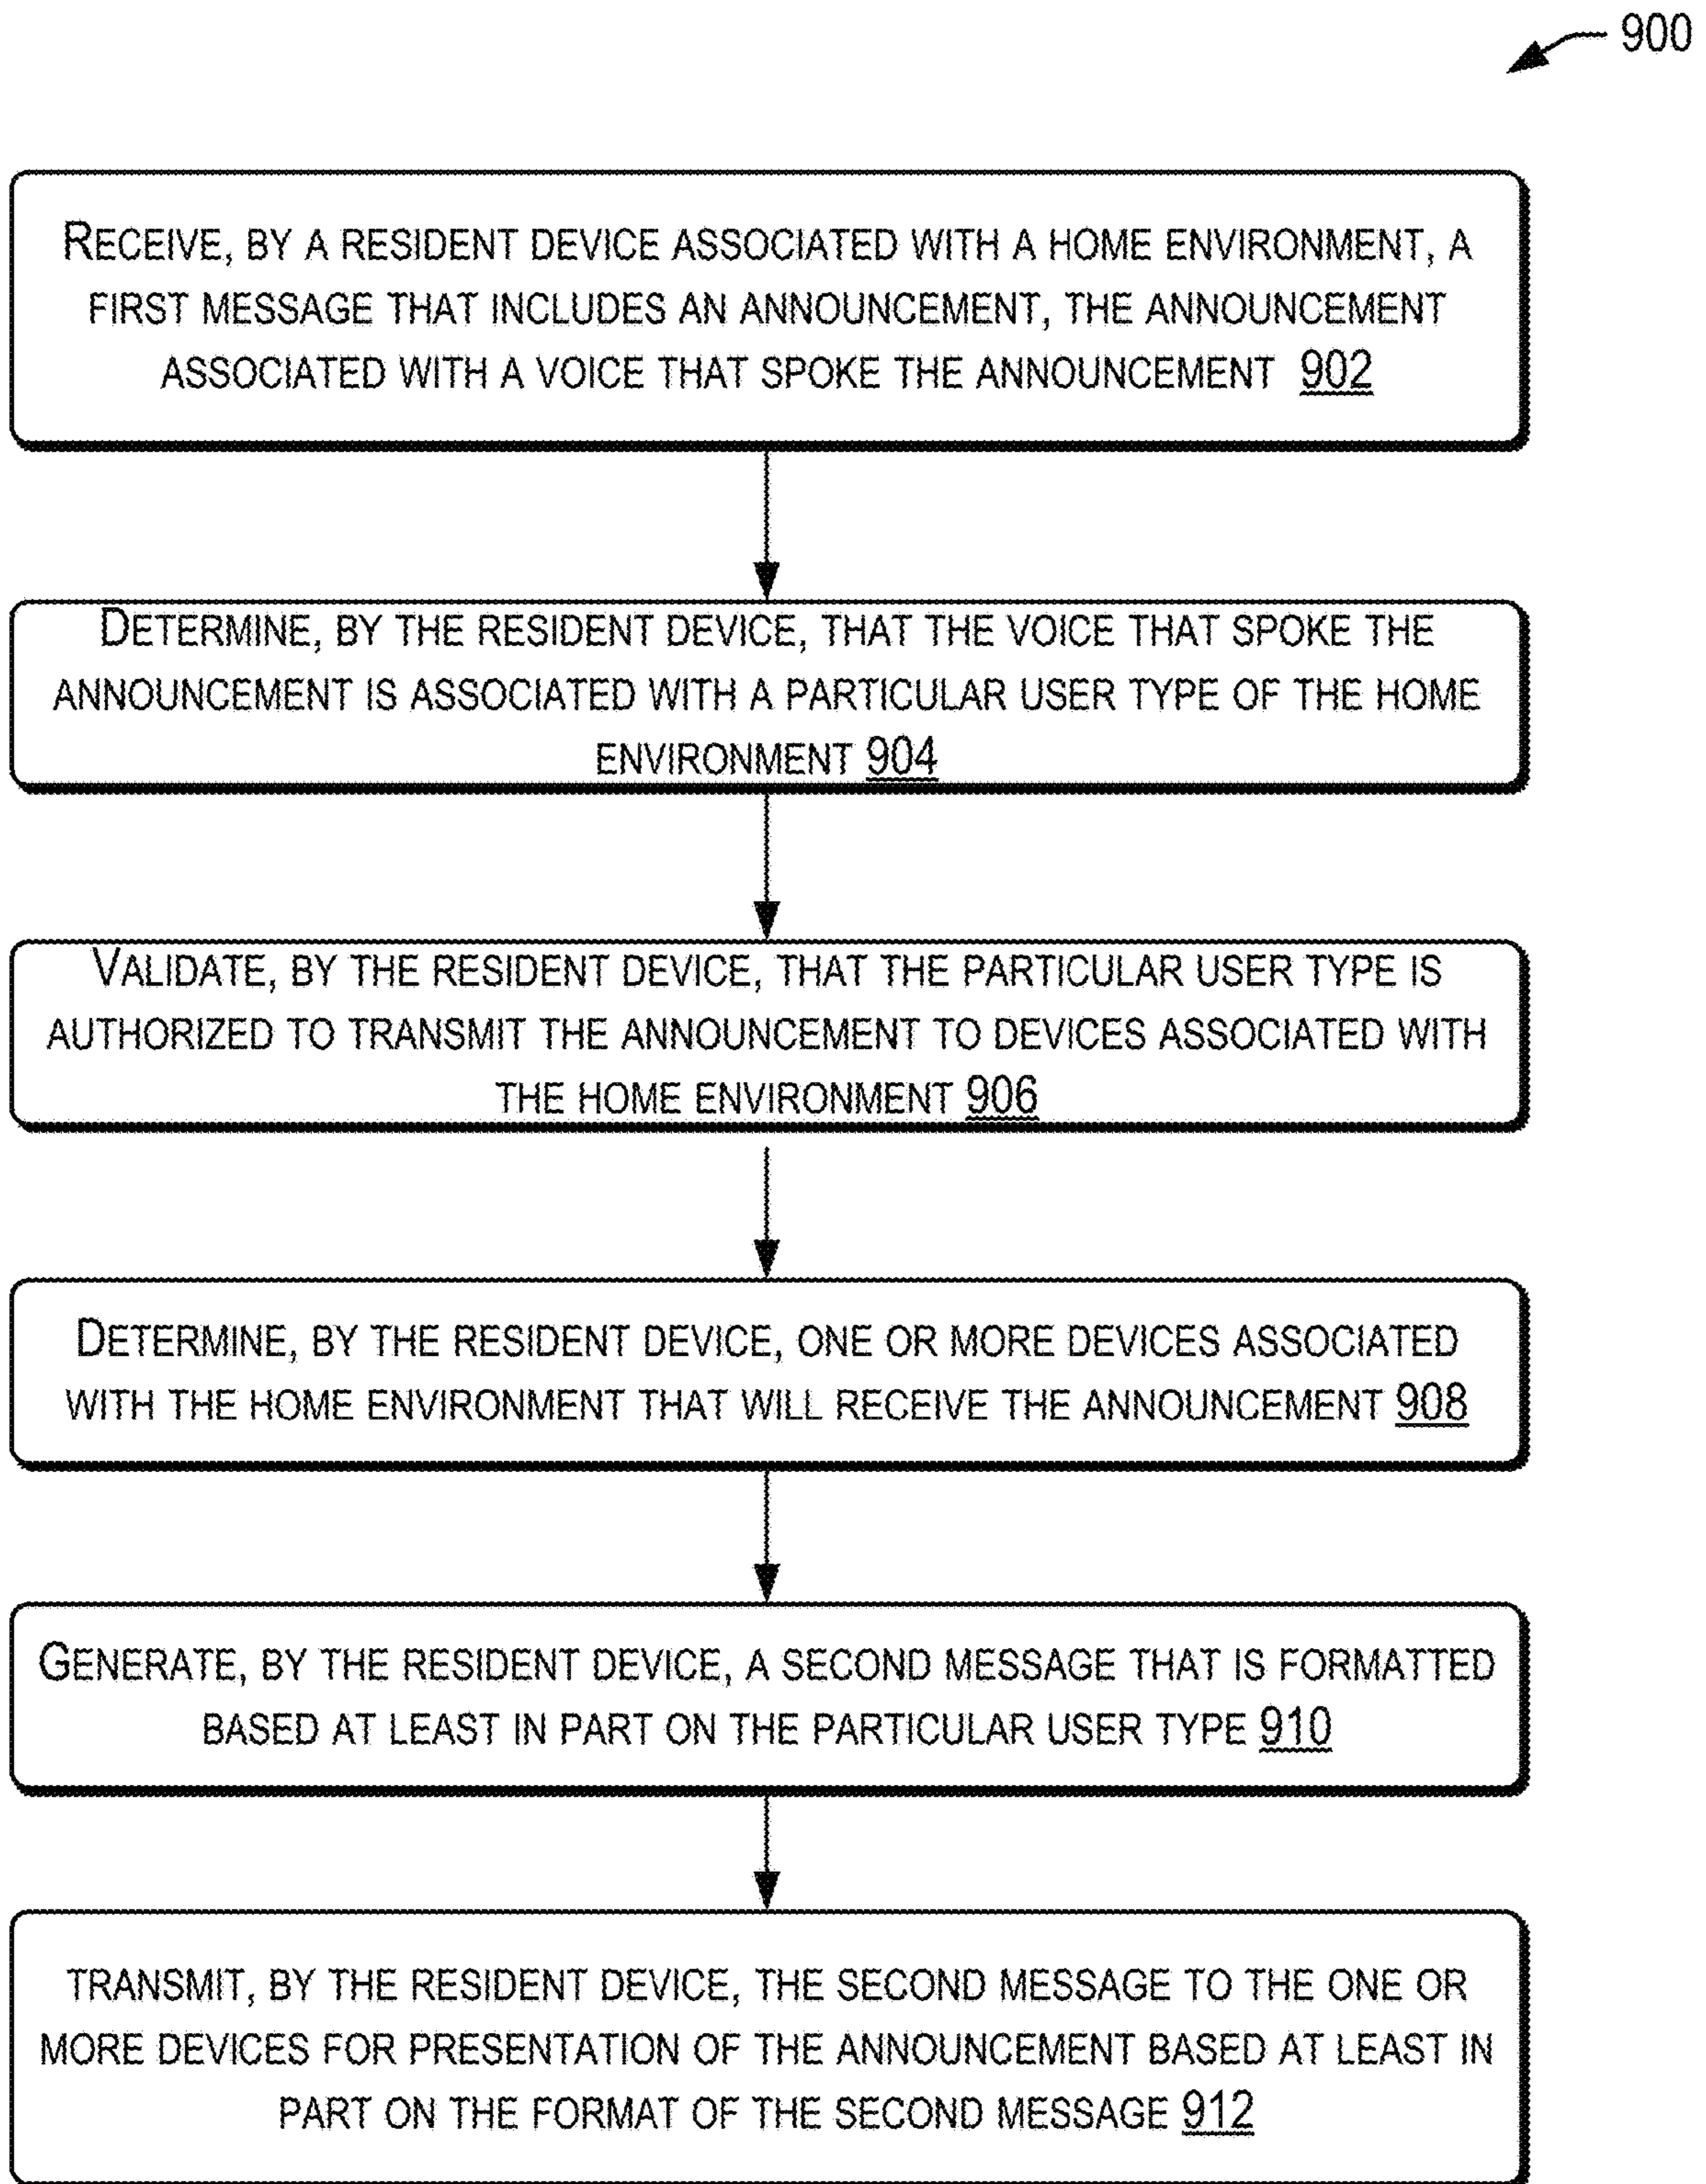 900
RECEIVE, BY A RESIDENT DEVICE ASSOCIATED WITH A HOME ENVIRONMENT, A
FIRST MESSAGE THAT INCLUDES AN ANNOUNCEMENT, THE ANNOUNCEMENT
ASSOCIATED WITH A VOICE THAT SPOKE THE ANNOUNCEMENT 902
DETERMINE, BY THE RESIDENT DEVICE, THAT THE VOICE THAT SPOKE THE
ANNOUNCEMENT IS ASSOCIATED WITH A PARTICULAR USER TYPE OF THE HOME
ENVIRONMENT 904
VALIDATE, BY THE RESIDENT DEVICE, THAT THE PARTICULAR USER TYPE IS
AUTHORIZED TO TRANSMIT THE ANNOUNCEMENT TO DEVICES ASSOCIATED WITH
THE HOME ENVIRONMENT 906
DETERMINE, BY THE RESIDENT DEVICE, ONE OR MORE DEVICES ASSOCIATED
WITH THE HOME ENVIRONMENT THAT WILL RECEIVE THE ANNOUNCEMENT 908
GENERATE, BY THE RESIDENT DEVICE, A SECOND MESSAGE THAT IS FORMATTED
BASED AT LEAST IN PART ON THE PARTICULAR USER TYPE 910
TRANSMIT, BY THE RESIDENT DEVICE, THE SECOND MESSAGE TO THE ONE OR
MORE DEVICES FOR PRESENTATION OF THE ANNOUNCEMENT BASED AT LEAST IN
PART ON THE FORMAT OF THE SECOND MESSAGE 912